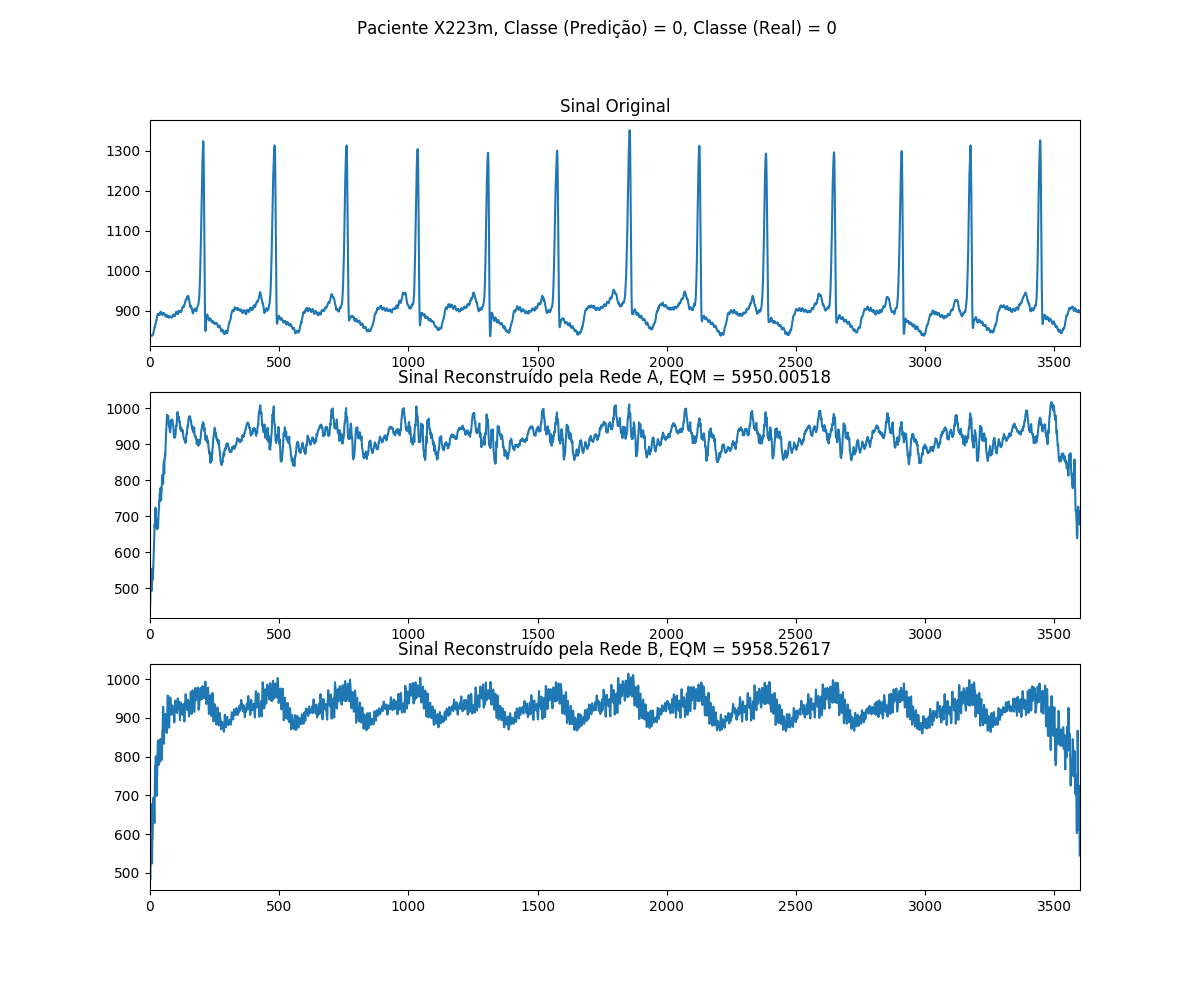 Paciente X223m, Classe (Predição) = 0, Classe (Real) = 0
Sinal Original
1300
1200
1100
1000
900
0 500 1000 1500 2000 2500 3000 3500
Sinal Reconstruído pela Rede A, EQM = 5950.00518
1000
900
800
700
600
500
0 500 1000 1500 2000 2500 3000 3500
Sinal Reconstruído pela Rede B, EQM = 5958.52617
1000
900
800
700
600
500
0 500 1000 1500 2000 2500 3000 3500